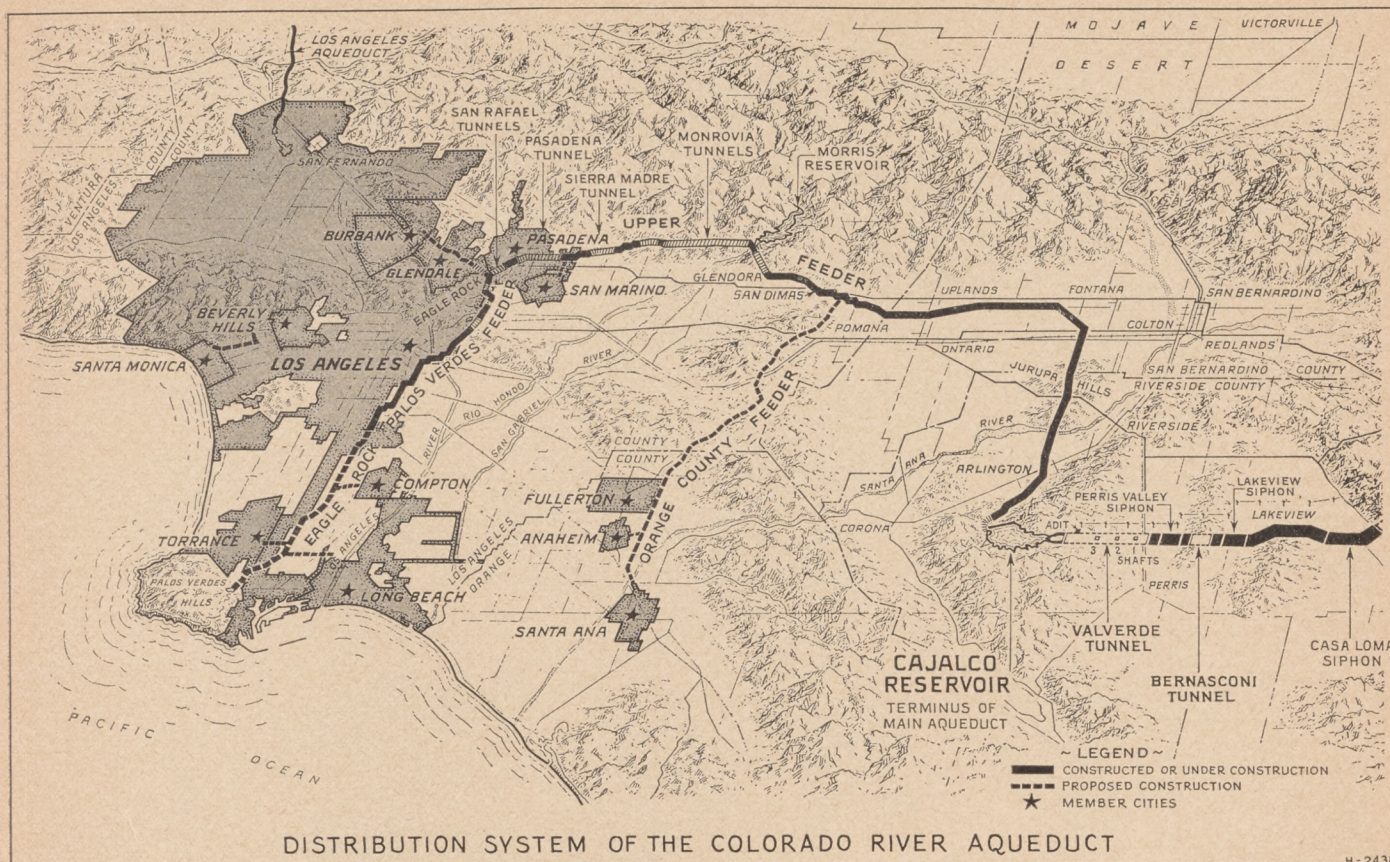 MOJAVE
DESERT
VICTORVILLE
LOS ANGELES
AQUEDUCT
SAN RAFAEL
TUNNELS
PASADENA
TUNNEL
SIERRA MADRE
TUNNEL
MONROVIA
TUNNELS
MORRIS
RESERVOIR
VENTURA COUNTY
LOS ANGELES COUNTY
SAN FERNANDO
UPPER
FEEDER
BURBANK
PASADENA
GLENDALE
EAGLE ROCK
SAN MARINO
GLENDORA
SAN DIMAS
UPLANDS
FONTANA
SAN BERNARDINO
BEVERLY
HILLS
SANTA MONICA
LOS ANGELES
POMONA
ONTARIO
COLTON
REDLANDS
JURUPA HILLS
SAN BERNARDINO COUNTY
RIVERSIDE COUNTY
RIVERSIDE
EAGLE ROCK PALOS VERDES FEEDER
RIO HONDO
SAN GABRIEL RIVER
LOS ANGELES RIVER
COUNTY
COUNTY
ORANGE COUNTY FEEDER
SANTA ANA RIVER
ARLINGTON
COMPTON
FULLERTON
ANAHEIM
CORONA
TORRANCE
LOS ANGELES
ORANGE
PALOS VERDES
HILLS
LONG BEACH
SANTA ANA
PERRIS VALLEY
SIPHON
LAKEVIEW
SIPHON
LAKEVIEW
ADIT
3 2 1
SHAFTS
PERRIS
VALVERDE
TUNNEL
BERNASCONI
TUNNEL
CASA LOMA
SIPHON
CAJALCO
RESERVOIR
TERMINUS OF
MAIN AQUEDUCT
PACIFIC
OCEAN
~ LEGEND ~
CONSTRUCTED OR UNDER CONSTRUCTION
PROPOSED CONSTRUCTION
MEMBER CITIES
DISTRIBUTION SYSTEM OF THE COLORADO RIVER AQUEDUCT